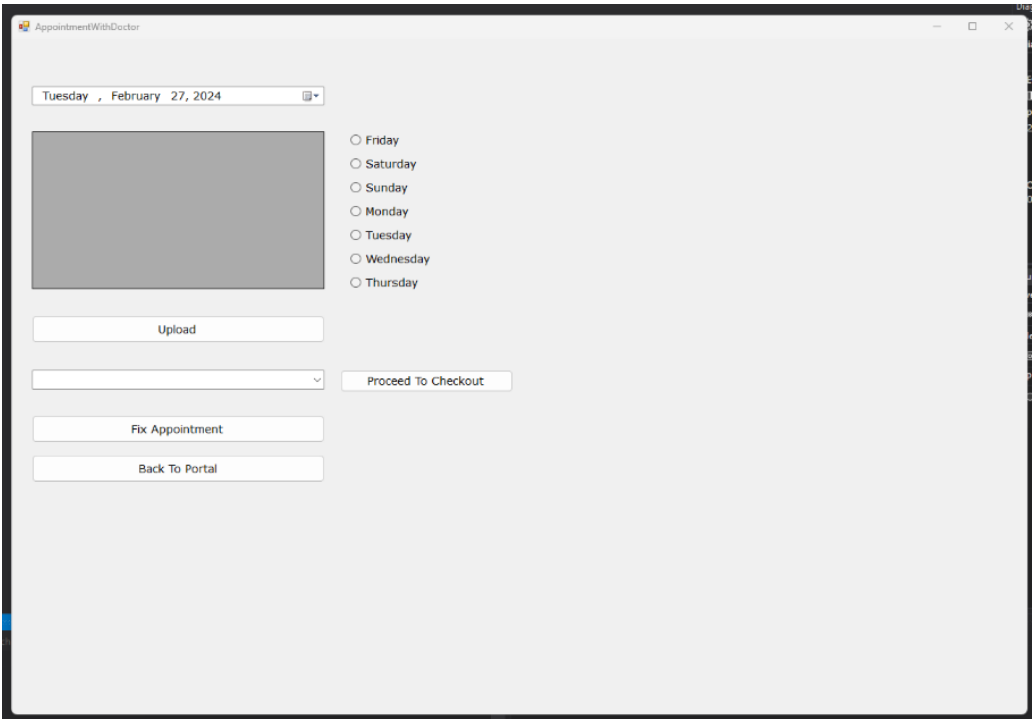 AppointmentWithDoctor
Tuesday , February 27, 2024
Friday
Saturday
Sunday
Monday
Tuesday
Wednesday
Thursday
Upload
Proceed To Checkout
Fix Appointment
Back To Portal